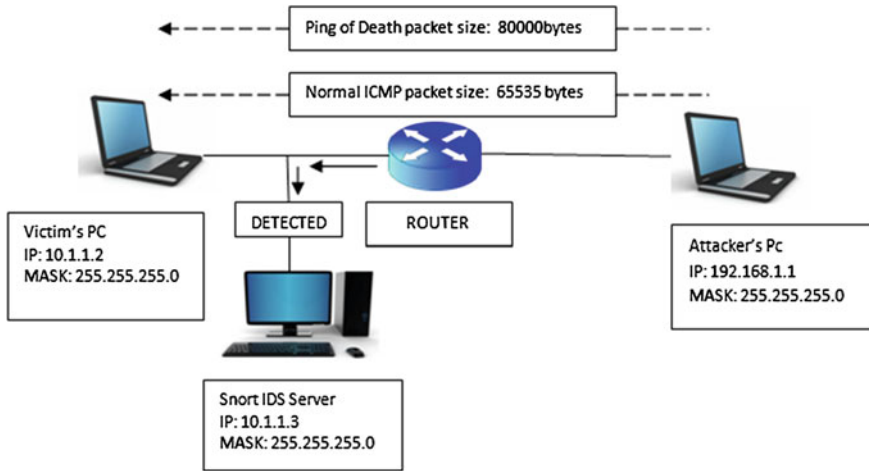 Ping of Death packet size: 80000bytes
Normal ICMP packet size: 65535 bytes
DETECTED
ROUTER
Victim's PC
IP: 10.1.1.2
MASK: 255.255.255.0
Attacker's Pc
IP: 192.168.1.1
MASK: 255.255.255.0
Snort IDS Server
IP: 10.1.1.3
MASK: 255.255.255.0